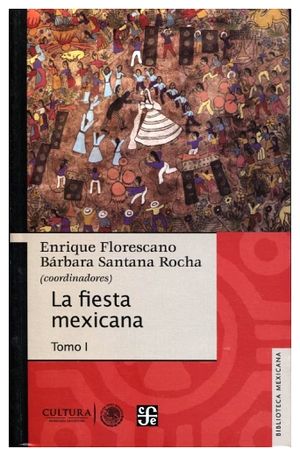 Enrique Florescano
Bárbara Santana Rocha
(coordinadores)
La fiesta
mexicana
Tomo I
CULTURA
fce
BIBLIOTECA MEXICANA